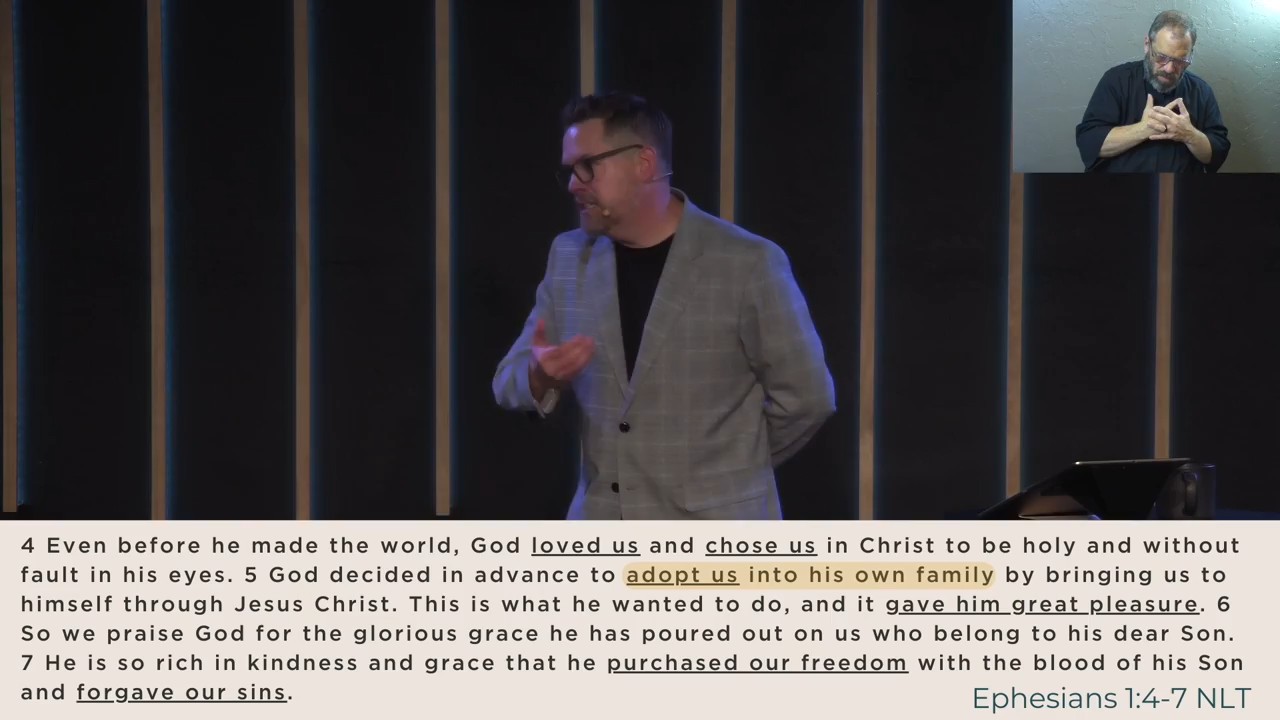 4 Even before he made the world, God loved us and chose us in Christ to be holy and without
fault in his eyes. 5 God decided in advance to adopt us into his own family by bringing us to
himself through Jesus Christ. This is what he wanted to do, and it gave him great pleasure. 6
So we praise God for the glorious grace he has poured out on us who belong to his dear Son.
7 He is so rich in kindness and grace that he purchased our freedom with the blood of his Son
and forgave our sins.
Ephesians 1:4-7 NLT